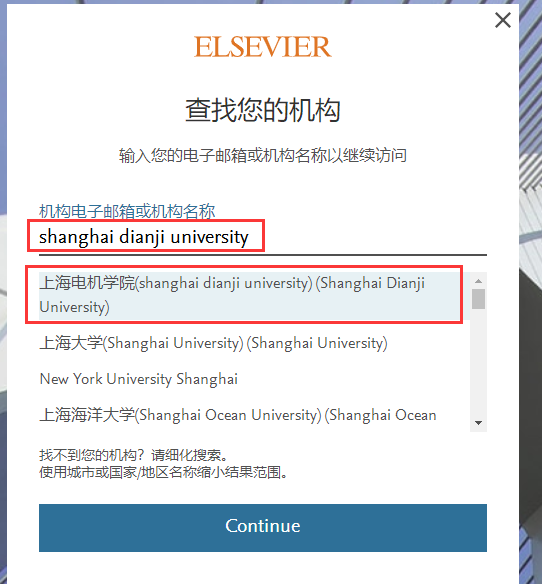 ELSEVIER
查找您的机构
输入您的电子邮箱或机构名称以继续访问
机构电子邮箱或机构名称
shanghai dianji university
上海电机学院(shanghai dianji university) (Shanghai Dianji
University)
上海大学(Shanghai University) (Shanghai University)
New York University Shanghai
上海海洋大学(Shanghai Ocean University) (Shanghai Ocean
找不到您的机构？请细化搜索。
使用城市或国家/地区名称缩小结果范围。
Continue